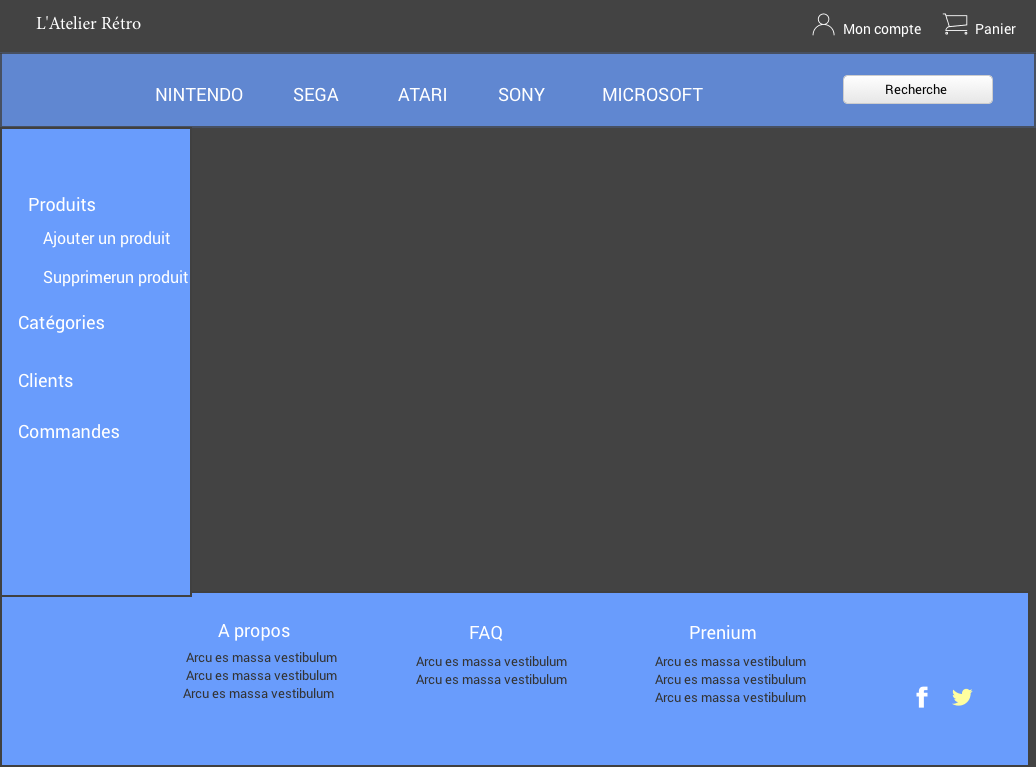 L'Atelier Rétro
Mon compte
Panier
NINTENDO
SEGA
ATARI
SONY
MICROSOFT
Recherche
Produits
Ajouter un produit
Supprimerun produit
Catégories
Clients
Commandes
A propos
Arcu es massa vestibulum
Arcu es massa vestibulum
Arcu es massa vestibulum
FAQ
Arcu es massa vestibulum
Arcu es massa vestibulum
Prenium
Arcu es massa vestibulum
Arcu es massa vestibulum
Arcu es massa vestibulum